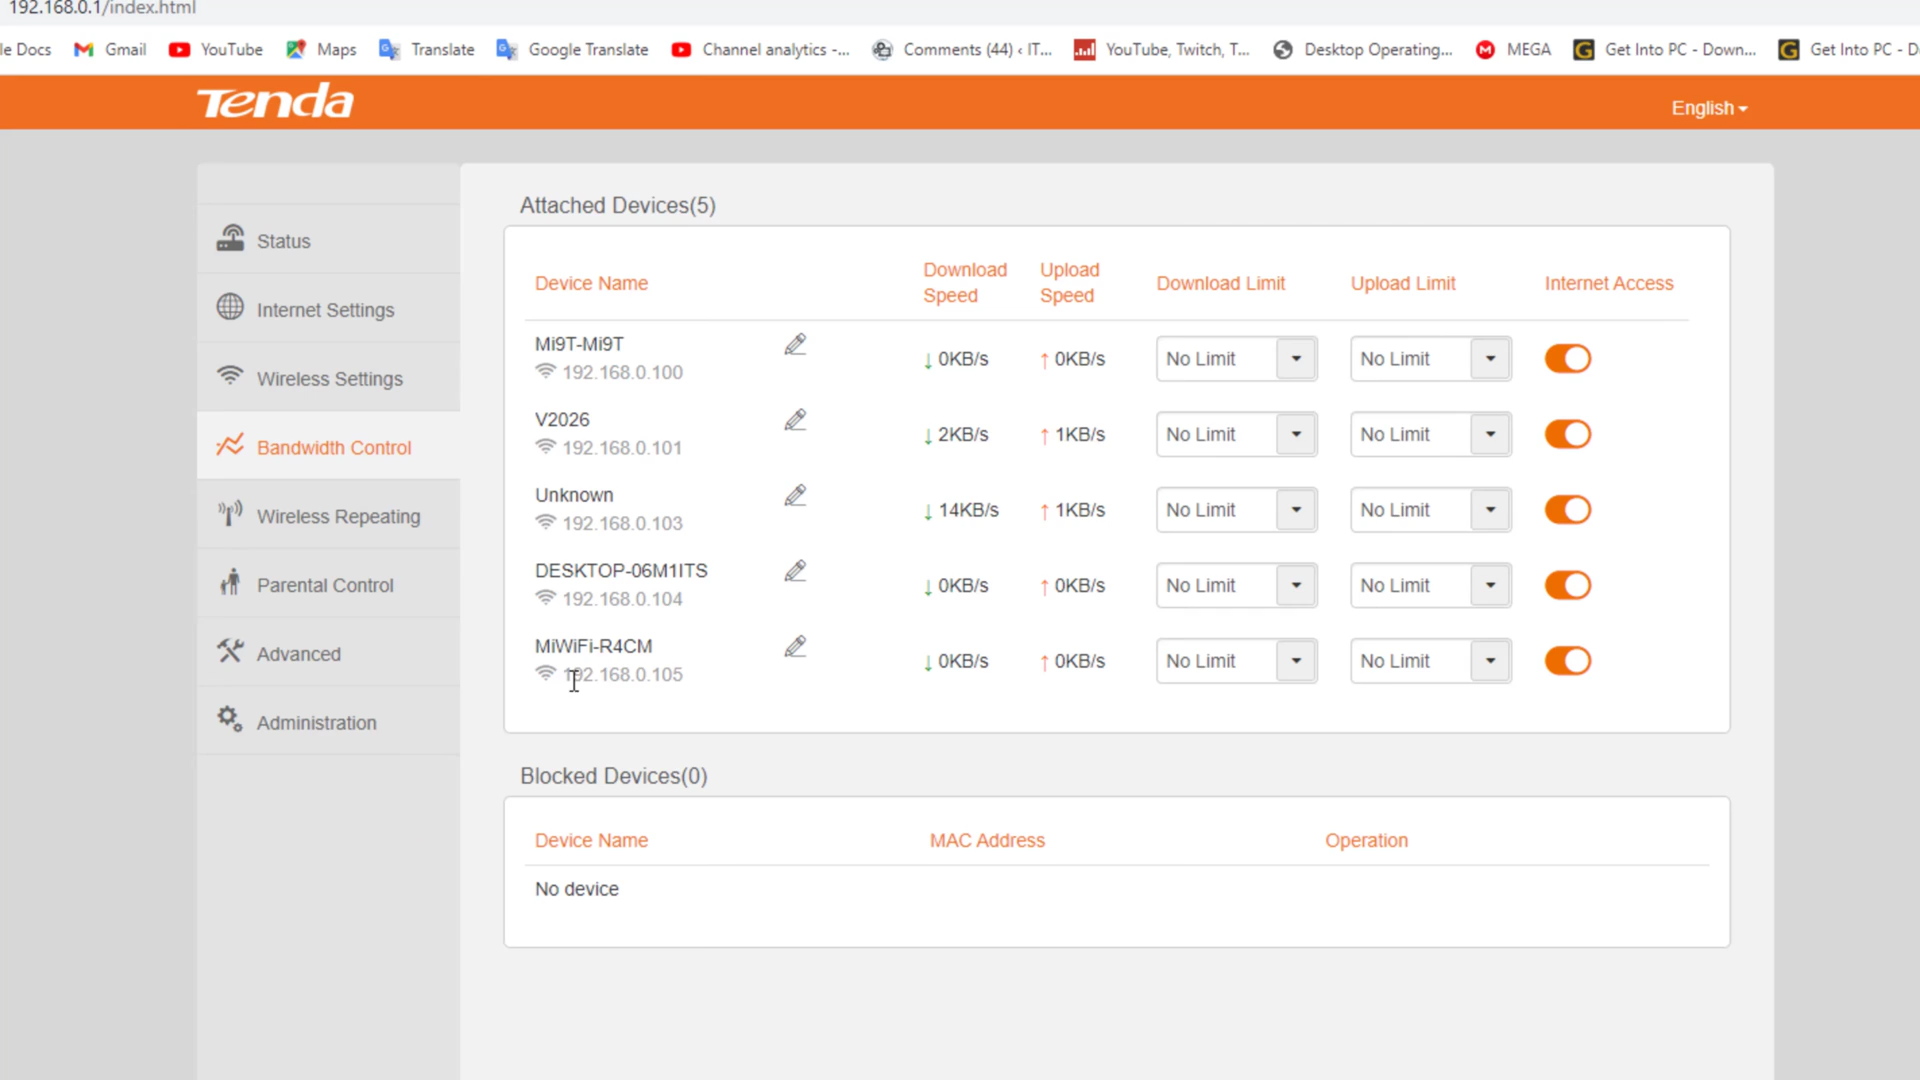 192.168.0.1/index.html
le Docs Gmail YouTube Maps Translate Google Translate Channel analytics -... Comments (44) ‹ IT... YouTube, Twitch, T... Desktop Operating... MEGA Get Into PC - Down... Get Into PC - D
Tenda
English
Attached Devices(5)
Status
Internet Settings
Wireless Settings
Bandwidth Control
Wireless Repeating
Parental Control
Advanced
Administration
Device Name Download Speed Upload Speed Download Limit Upload Limit Internet Access
Mi9T-Mi9T
192.168.0.100
↓ 0KB/s ↑ 0KB/s No Limit No Limit
V2026
192.168.0.101
↓ 2KB/s ↑ 1KB/s No Limit No Limit
Unknown
192.168.0.103
↓ 14KB/s ↑ 1KB/s No Limit No Limit
DESKTOP-06M1ITS
192.168.0.104
↓ 0KB/s ↑ 0KB/s No Limit No Limit
MiWiFi-R4CM
192.168.0.105
↓ 0KB/s ↑ 0KB/s No Limit No Limit
Blocked Devices(0)
Device Name MAC Address Operation
No device